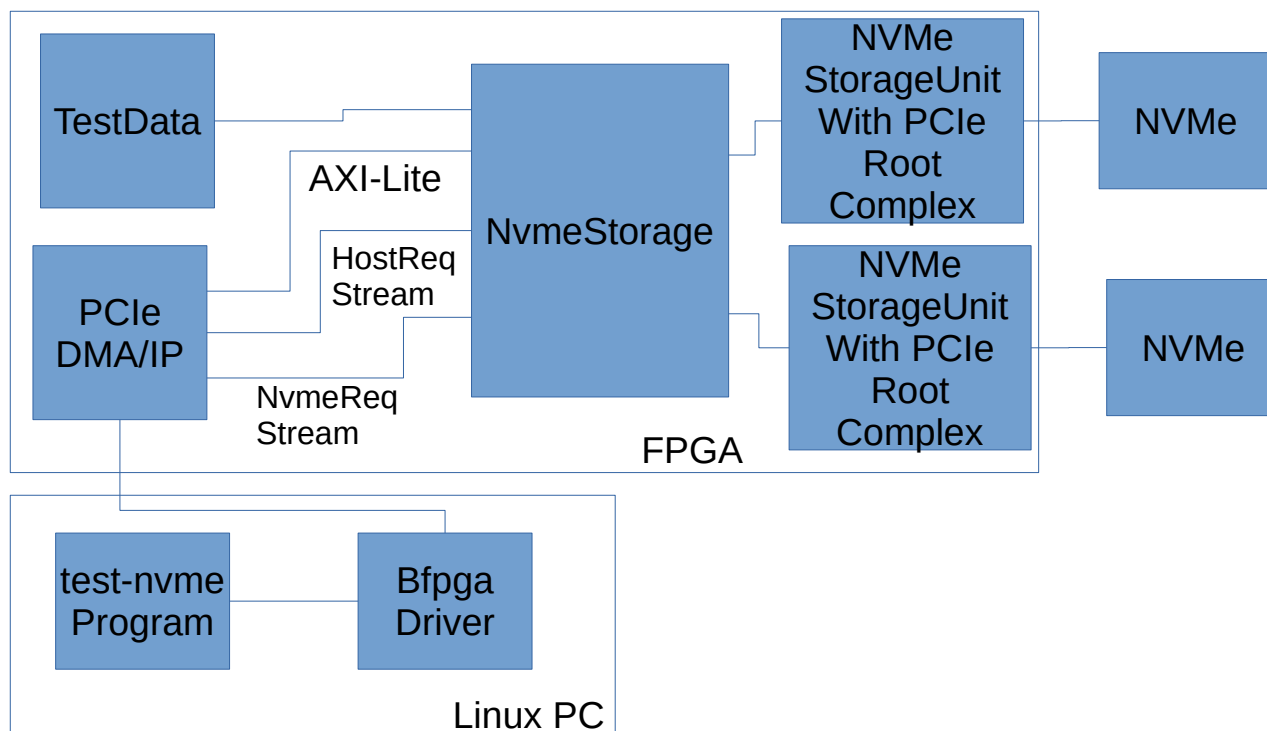 TestData
AXI-Lite
HostReq
Stream
PCIe
DMA/IP
NvmeReq
Stream
NvmeStorage
NVMe
StorageUnit
With PCIe
Root
Complex
NVMe
NVMe
StorageUnit
With PCIe
Root
Complex
NVMe
FPGA
test-nvme
Program
Bfpga
Driver
Linux PC